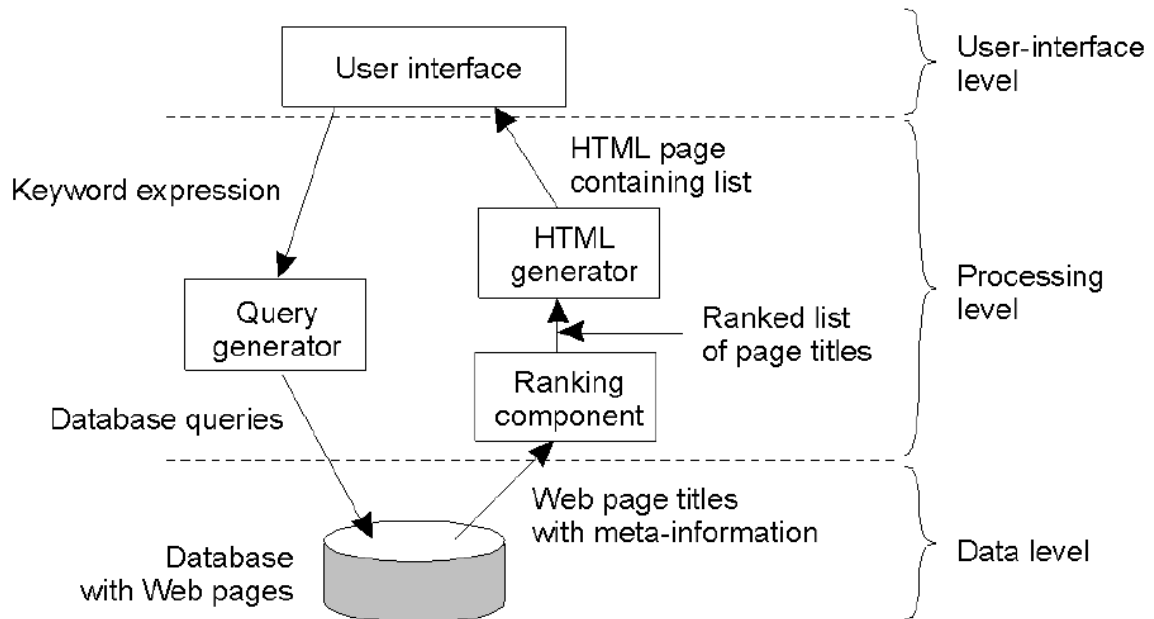 User interface
User-interface
level
Keyword expression
HTML page
containing list
HTML
generator
Processing
level
Query
generator
Ranked list
of page titles
Ranking
component
Database queries
Web page titles
with meta-information
Database
with Web pages
Data level